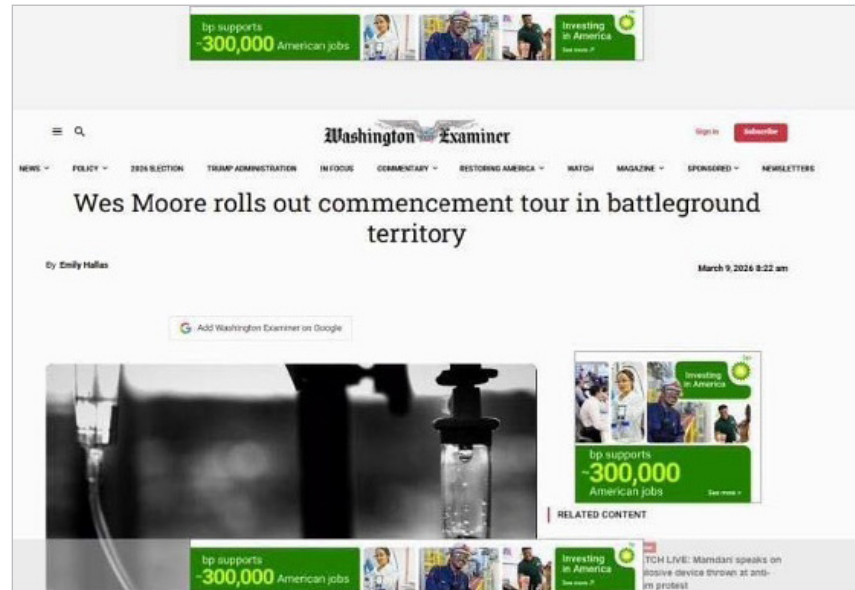 bp supports
~300,000 American jobs
Investing
in America
See more ↗
Washington Examiner
Sign In
Subscribe
NEWS
POLICY
2026 ELECTION
TRUMP ADMINISTRATION
IN FOCUS
COMMENTARY
RESTORING AMERICA
WATCH
MAGAZINE
SPONSORED
NEWSLETTERS
Wes Moore rolls out commencement tour in battleground
territory
By Emily Hallas
March 9, 2026 8:22 am
Add Washington Examiner on Google
bp
Investing
in America
bp supports
~300,000
American jobs
See more >
RELATED CONTENT
bp supports
~300,000 American jobs
Investing
in America
See more ↗
TCH LIVE: Mamdani speaks on
losive device thrown at anti-
m protest